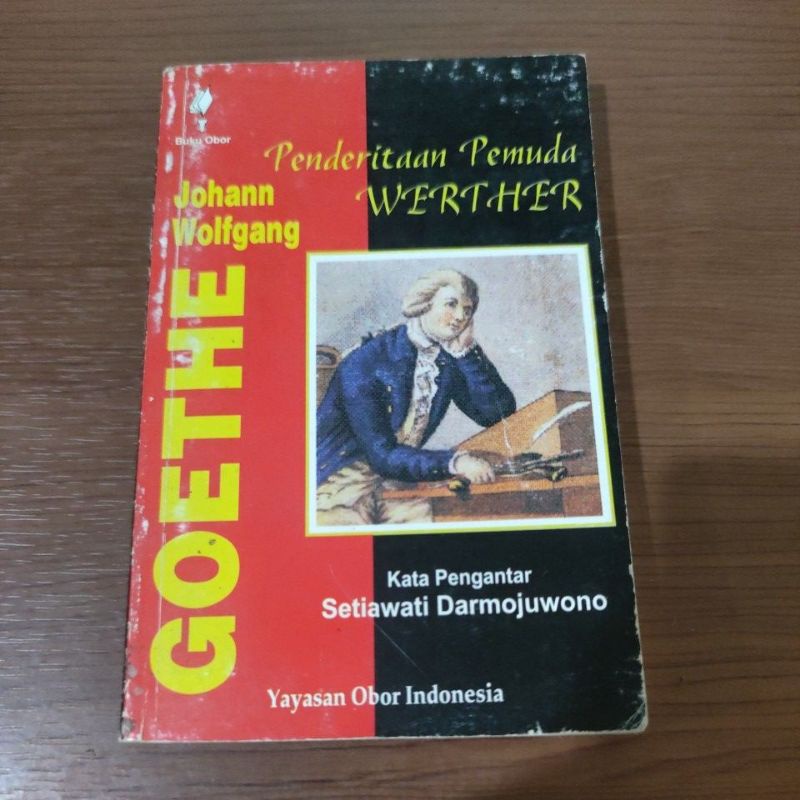 Buku Obor
Penderitaan Pemuda
WERTHER
Johann
Wolfgang
GOETHE
Kata Pengantar
Setiawati Darmojuwono
Yayasan Obor Indonesia